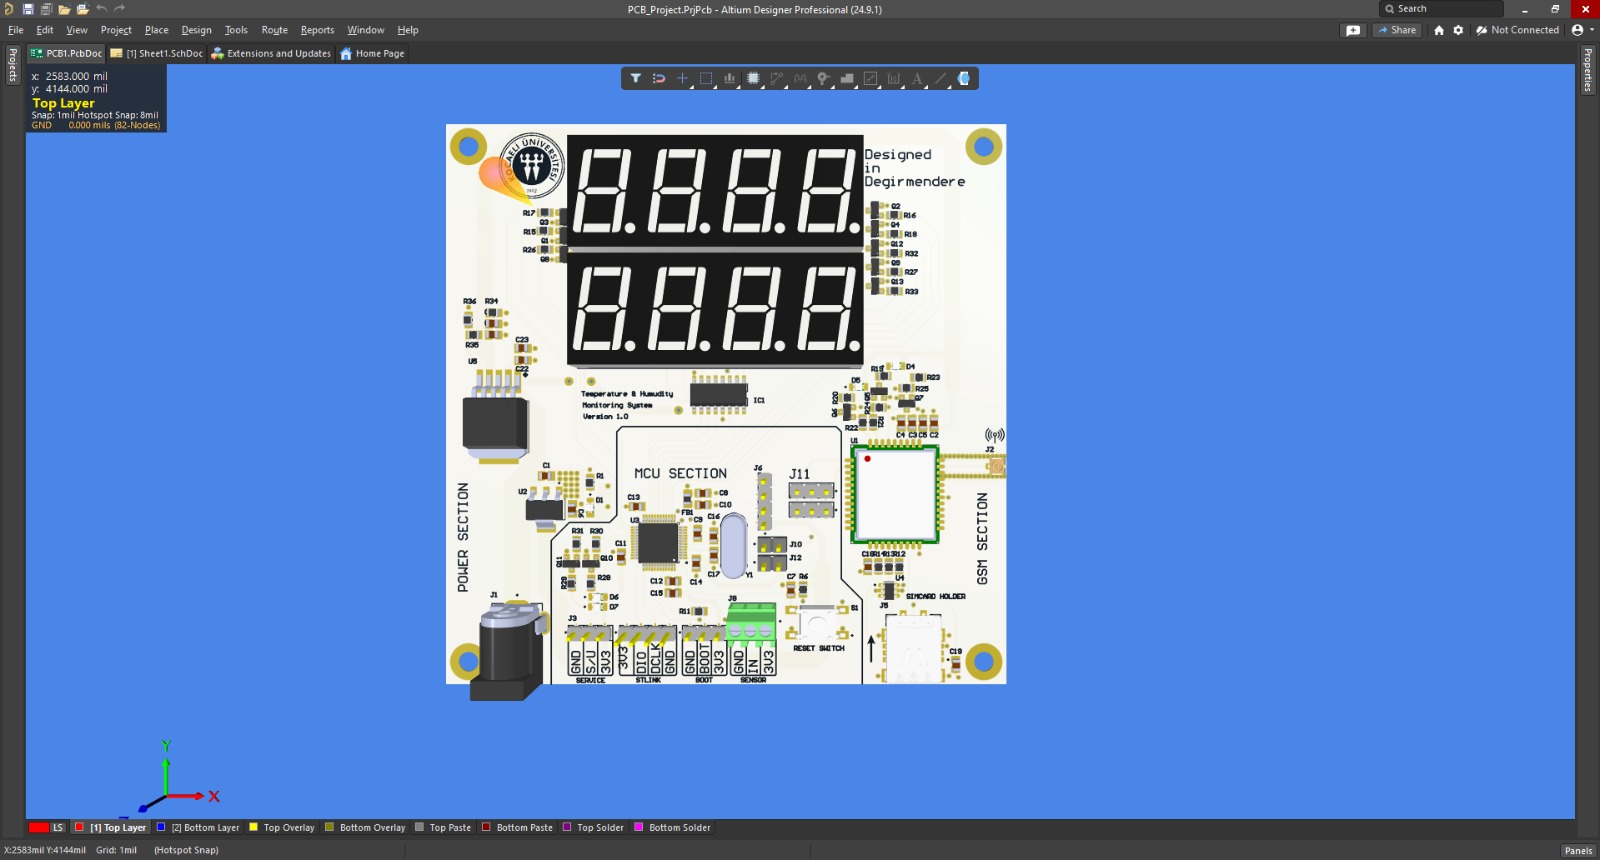 PCB_Project.PrjPcb - Altium Designer Professional (24.9.1)
Search
File Edit View Project Place Design Tools Route Reports Window Help
Share
Not Connected
Projects
PCB1.PcbDoc
[1] Sheet1.SchDoc
Extensions and Updates
Home Page
Properties
x: 2583.000 mil
y: 4144.000 mil
Top Layer
Snap: 1mil Hotspot Snap: 8mil
GND 0.000 mils (82-Nodes)
KOCAELİ ÜNİVERSİTESİ
1992
Designed
in
Degirmendere
R17
Q3
R15
Q1
R26
Q8
Q2
R16
Q4
R18
Q12
R32
Q9
R27
Q13
R33
R36 R34
R35
C23
U5
C22
Temperature & Humudity
Monitoring System
Version 1.0
IC1
D5
R19
D4
R23
R25
Q7
R20
Q6
R22
C4 C3 C5 C2
U1
J2
MCU SECTION
J6
J11
C1
R1
U2
D1
C13
C8
C10
FB1
U3
C9
C16
POWER SECTION
GSM SECTION
R31 R30
C11
Q11
Q10
J10
J12
C17
Y1
C14
R29
R28
C12
C15
C7 R6
U4
D6
D7
J1
J3
R11
J8
S1
J5
SIMCARD HOLDER
RESET SWITCH
C19
GND S/U 3V3
3V3 DIO DCLK GND
GND BOOT 3V3
GND IN 3V3
SERVICE STLINK BOOT SENSOR
Y
X
LS [1] Top Layer [2] Bottom Layer Top Overlay Bottom Overlay Top Paste Bottom Paste Top Solder Bottom Solder
X:2583mil Y:4144mil Grid: 1mil (Hotspot Snap)
Panels